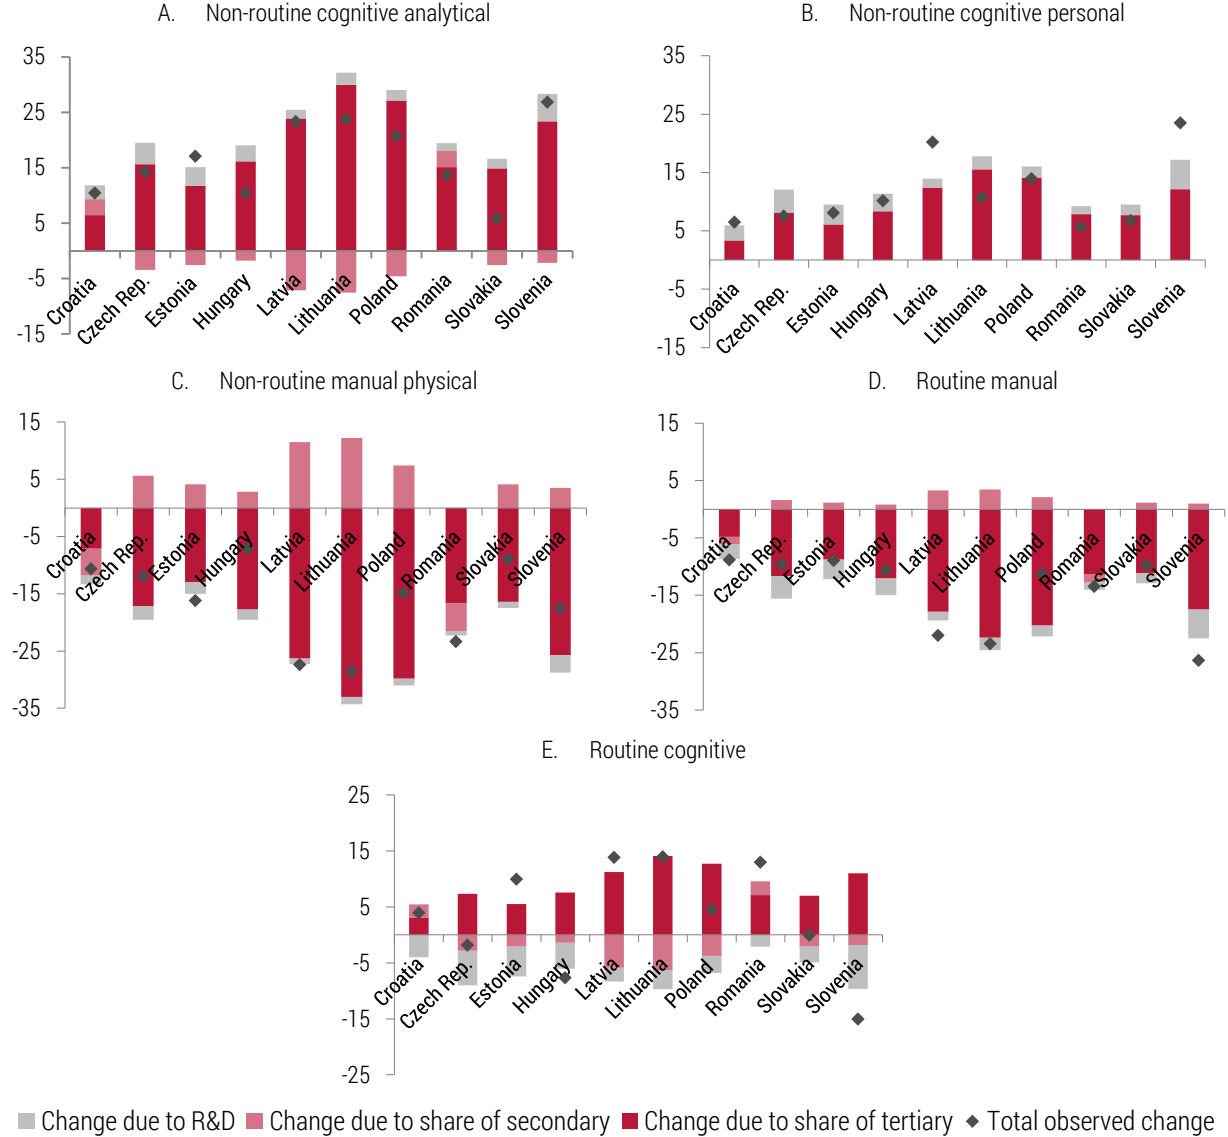 A. Non-routine cognitive analytical
35
25
15
5
-5
-15
Croatia
Czech Rep.
Estonia
Hungary
Latvia
Lithuania
Poland
Romania
Slovakia
Slovenia
B. Non-routine cognitive personal
35
25
15
5
-5
-15
Croatia
Czech Rep.
Estonia
Hungary
Latvia
Lithuania
Poland
Romania
Slovakia
Slovenia
C. Non-routine manual physical
15
5
-5
-15
-25
-35
Croatia
Czech Rep.
Estonia
Hungary
Latvia
Lithuania
Poland
Romania
Slovakia
Slovenia
D. Routine manual
15
5
-5
-15
-25
-35
Croatia
Czech Rep.
Estonia
Hungary
Latvia
Lithuania
Poland
Romania
Slovakia
Slovenia
E. Routine cognitive
25
15
5
-5
-15
-25
Croatia
Czech Rep.
Estonia
Hungary
Latvia
Lithuania
Poland
Romania
Slovakia
Slovenia
Change due to R&D Change due to share of secondary Change due to share of tertiary Total observed change